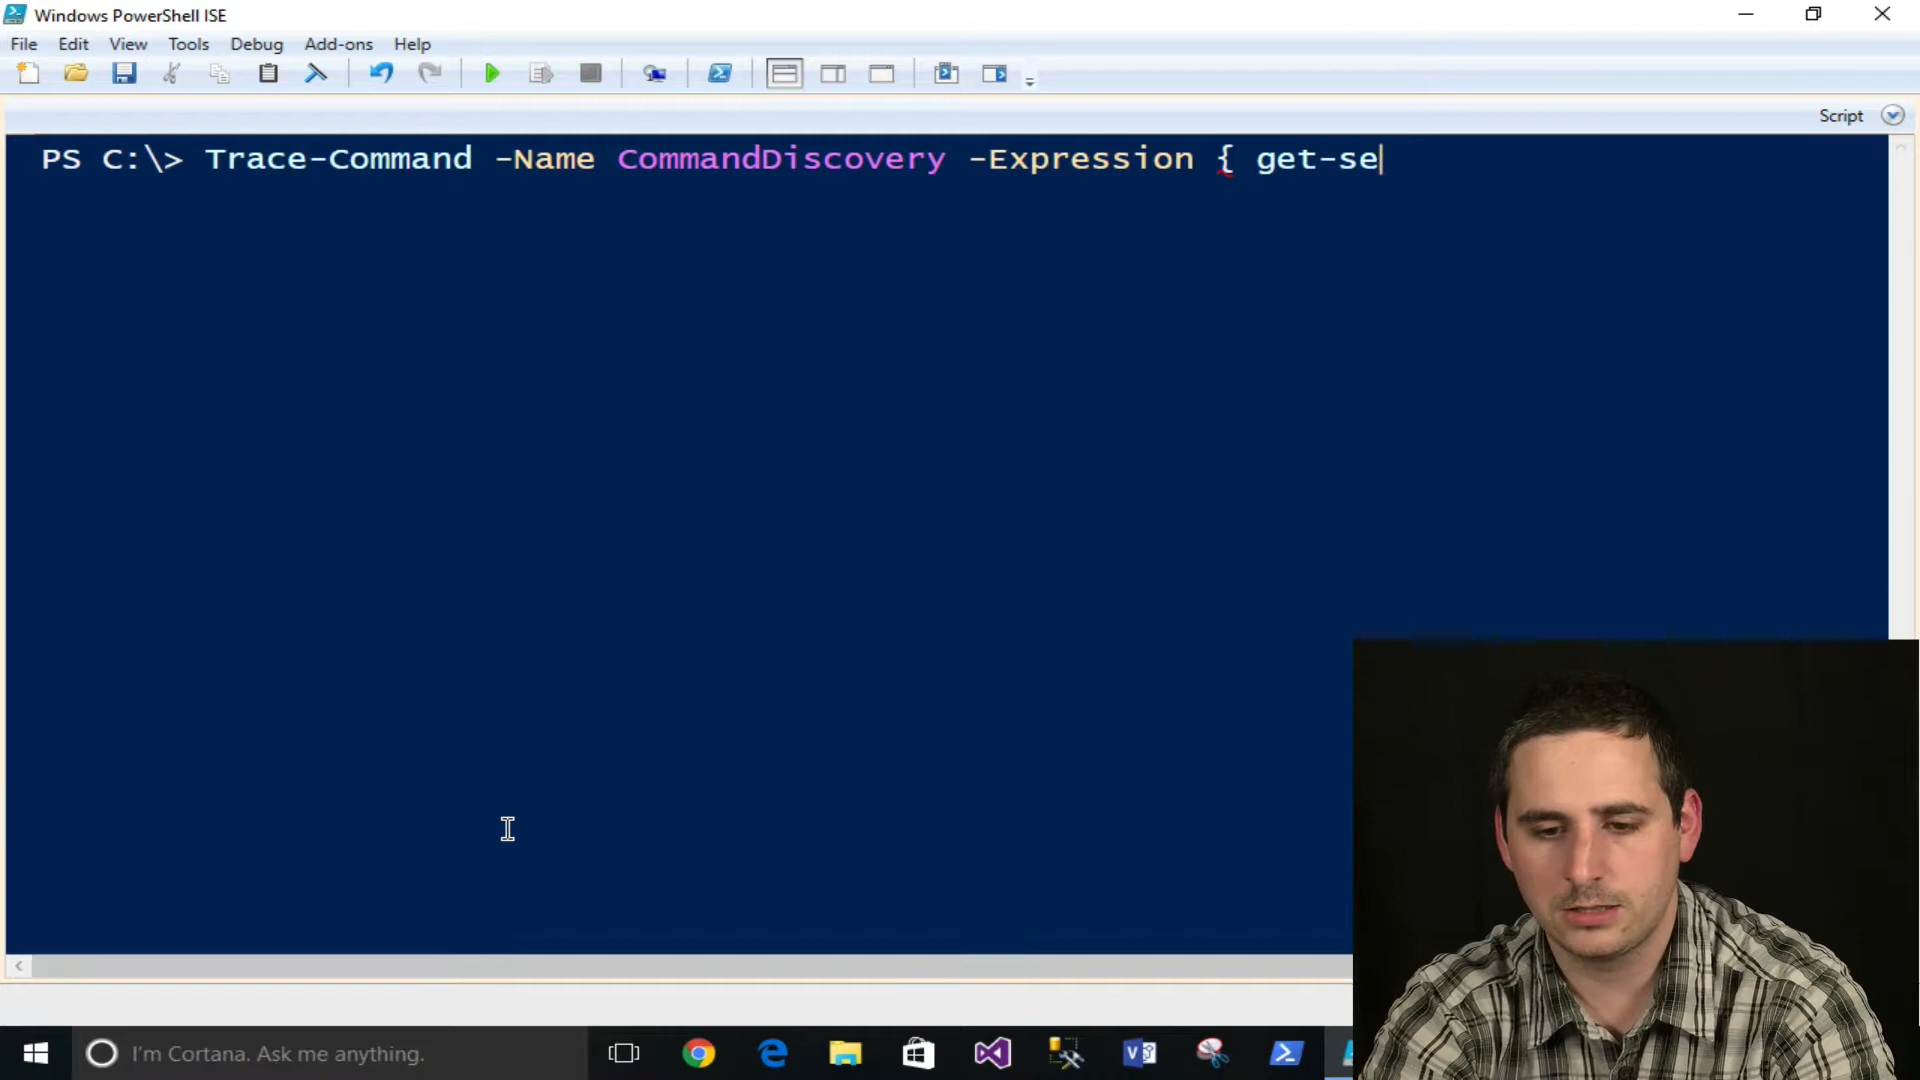 Windows PowerShell ISE
File Edit View Tools Debug Add-ons Help
Script
PS C:\> Trace-Command -Name CommandDiscovery -Expression { get-se
I'm Cortana. Ask me anything.